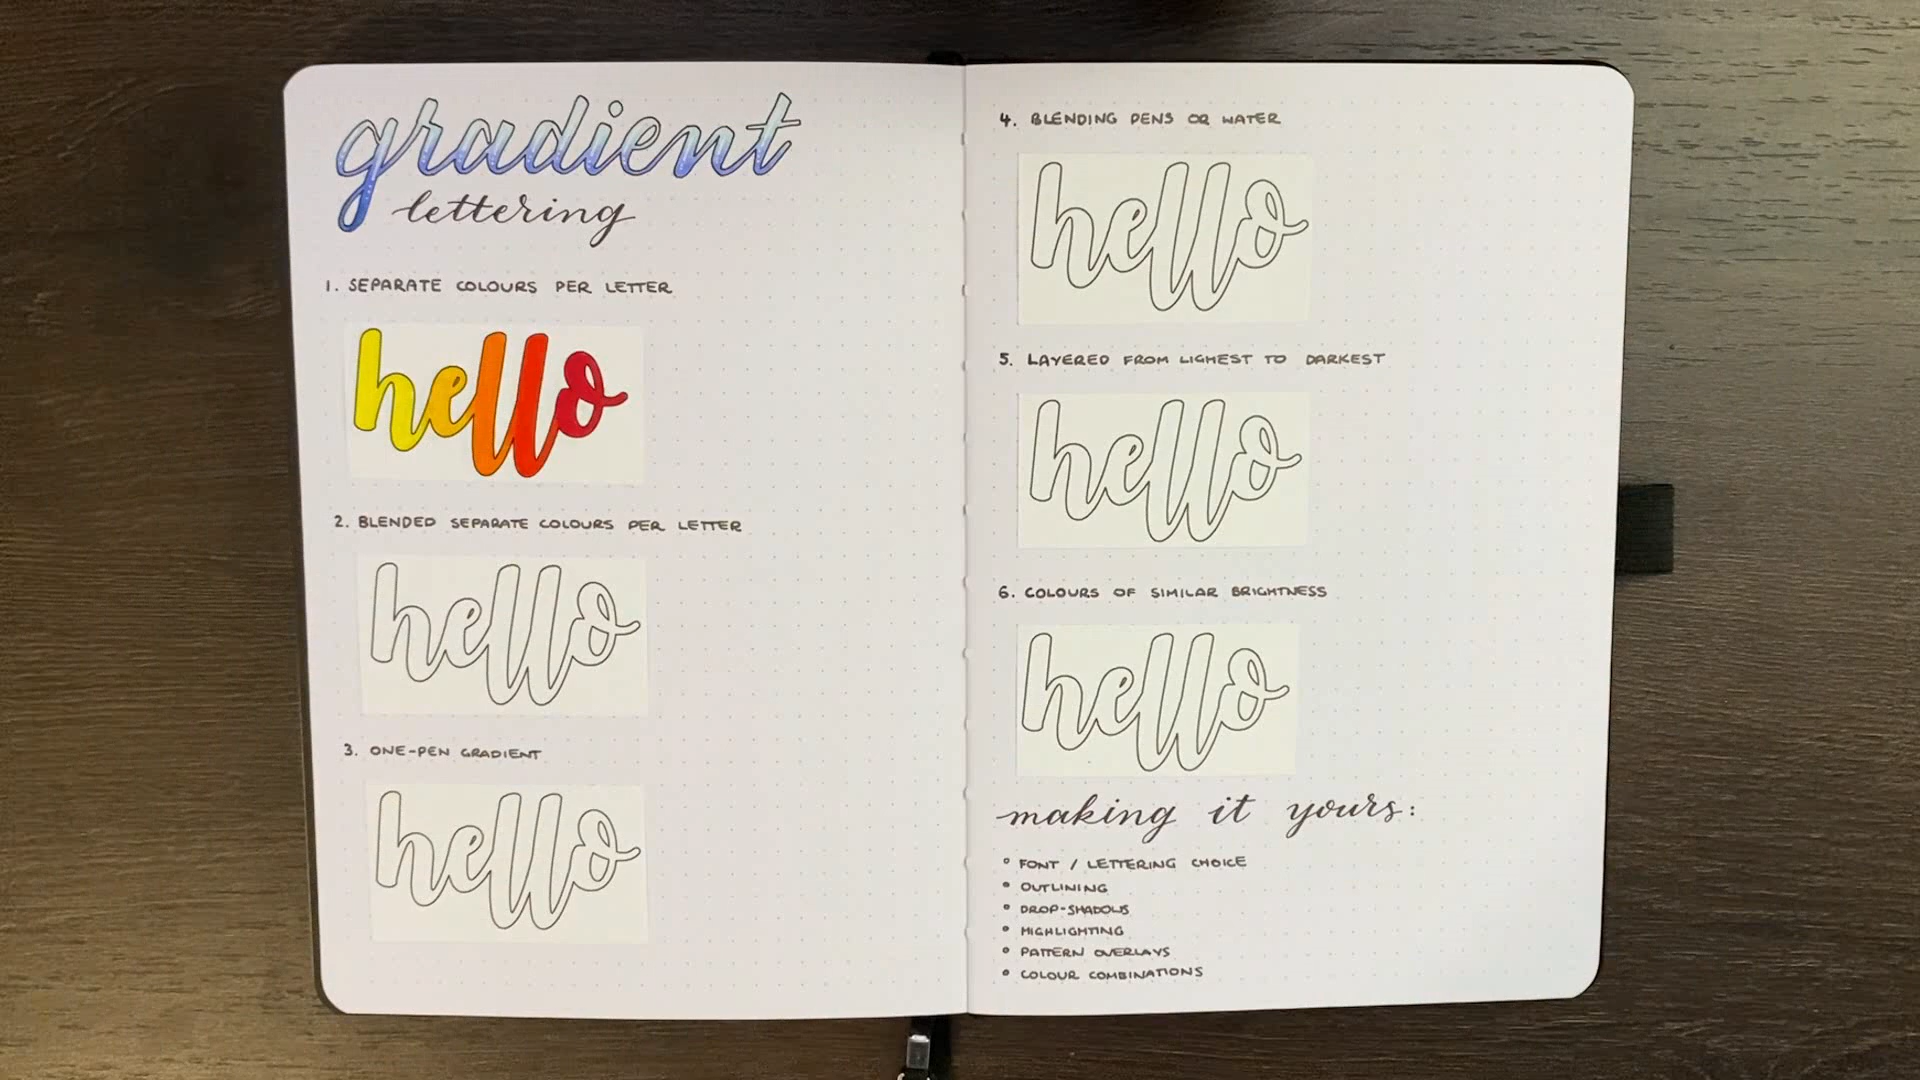 gradient
lettering
1. SEPARATE COLOURS PER LETTER
hello
2. BLENDED SEPARATE COLOURS PER LETTER
hello
3. ONE-PEN GRADIENT
hello
4. BLENDING PENS OR WATER
hello
5. LAYERED FROM LIGHEST TO DARKEST
hello
6. COLOURS OF SIMILAR BRIGHTNESS
hello
making it yours:
° FONT / LETTERING CHOICE
° OUTLINING
° DROP-SHADOWS
° HIGHLIGHTING
° PATTERN OVERLAYS
° COLOUR COMBINATIONS